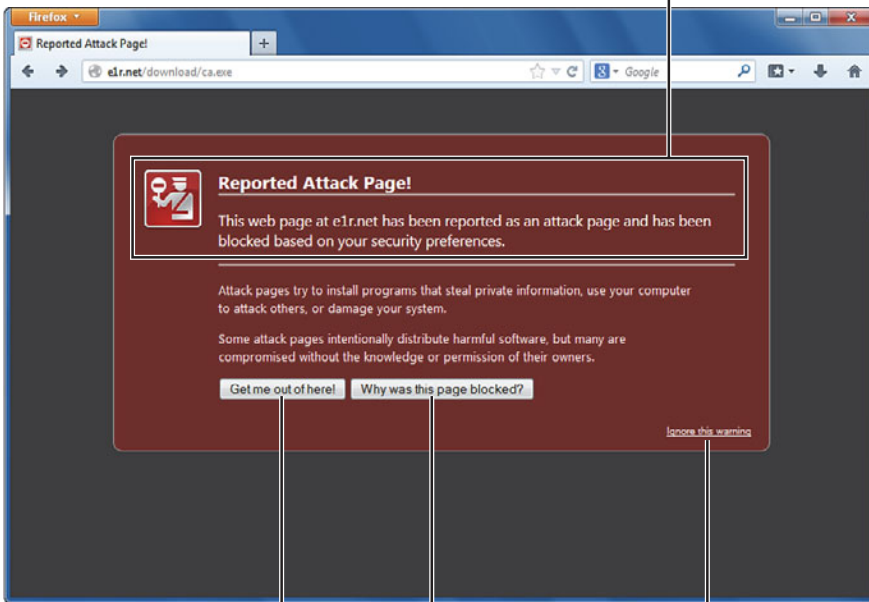 Firefox
Reported Attack Page!
e1r.net/download/ca.exe
Google
Reported Attack Page!
This web page at e1r.net has been reported as an attack page and has been
blocked based on your security preferences.
Attack pages try to install programs that steal private information, use your computer
to attack others, or damage your system.
Some attack pages intentionally distribute harmful software, but many are
compromised without the knowledge or permission of their owners.
Get me out of here!
Why was this page blocked?
Ignore this warning